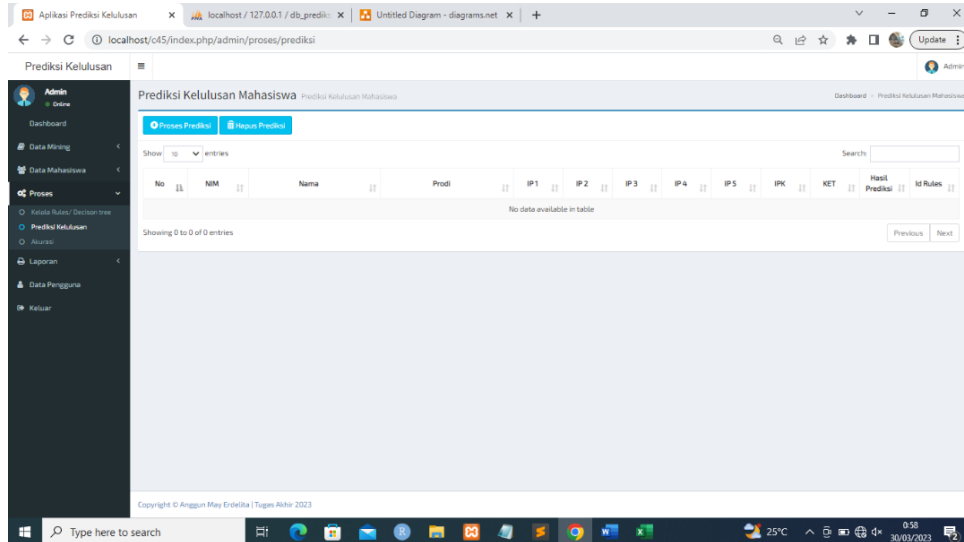 Aplikasi Prediksi Kelulusan
localhost / 127.0.0.1 / db_predik
Untitled Diagram - diagrams.net
localhost/c45/index.php/admin/proses/prediksi
Update
Prediksi Kelulusan
Admin
Admin
Online
Prediksi Kelulusan Mahasiswa Prediksi Kelulusan Mahasiswa
Dashboard > Prediksi Kelulusan Mahasiswa
Dashboard
Data Mining
Data Mahasiswa
Proses
Kelola Rules/ Decison tree
Prediksi Kelulusan
Akurasi
Laporan
Data Pengguna
Keluar
Proses Prediksi Hapus Prediksi
Show 10 entries
Search:
No NIM Nama Prodi IP 1 IP 2 IP 3 IP 4 IP 5 IPK KET Hasil Prediksi Id Rules
No data available in table
Showing 0 to 0 of 0 entries
Previous Next
Copyright © Anggun May Erdelita | Tugas Akhir 2023
Type here to search
25°C
0:58
30/03/2023